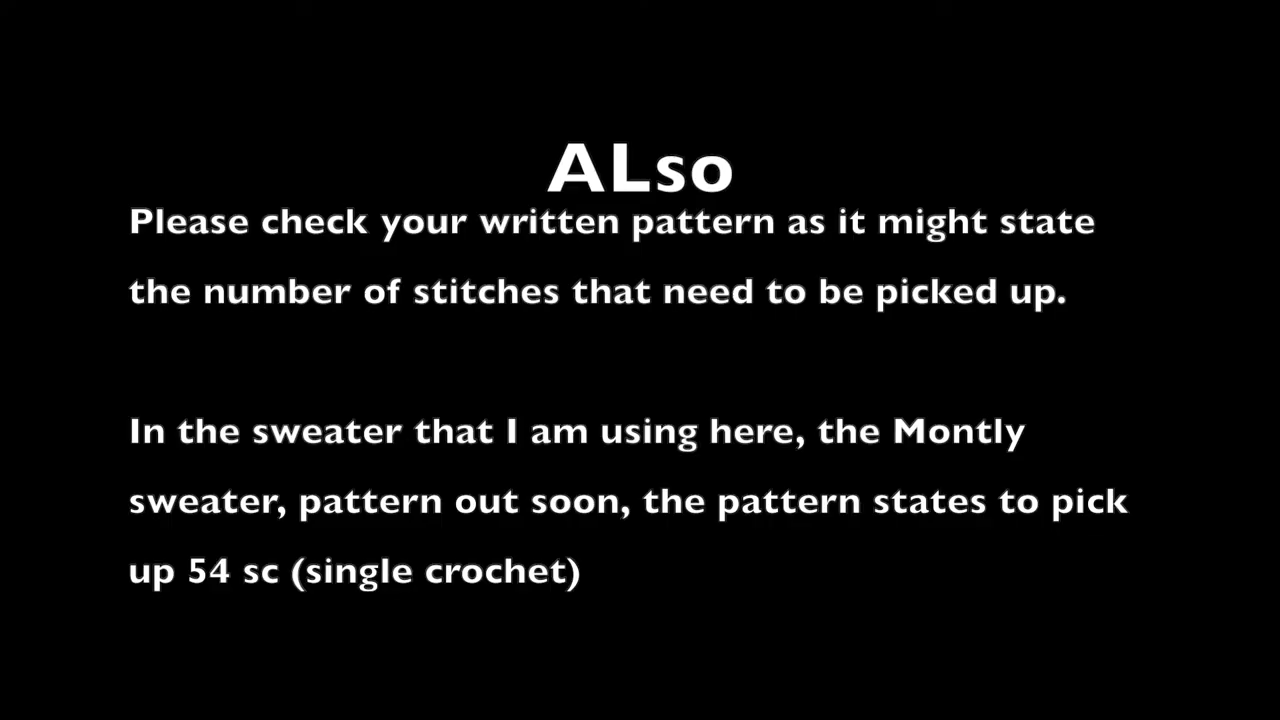 ALso
Please check your written pattern as it might state
the number of stitches that need to be picked up.
In the sweater that I am using here, the Montly
sweater, pattern out soon, the pattern states to pick
up 54 sc (single crochet)